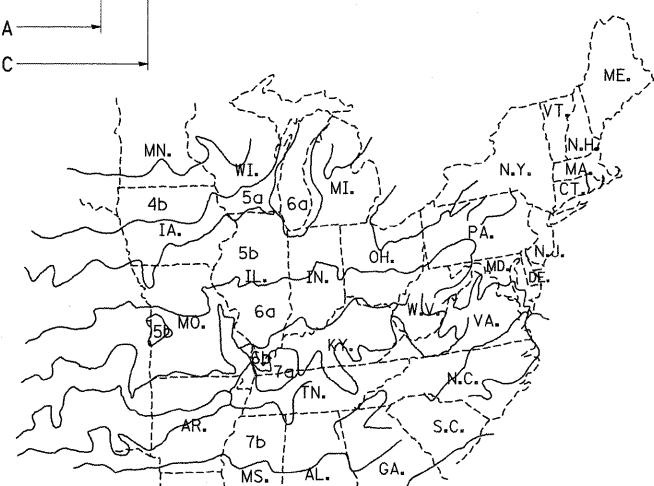 A
C
ME.
VT.
N.H.
MN.
WI.
N.Y.
MA.
CT.
MI.
4b
5a
6a
IA.
PA.
5b
OH.
N.J.
IL.
IN.
MD.
DE.
6a
W.V.
5b
MO.
VA.
KY.
6b
7a
TN.
N.C.
AR.
S.C.
7b
MS.
AL.
GA.